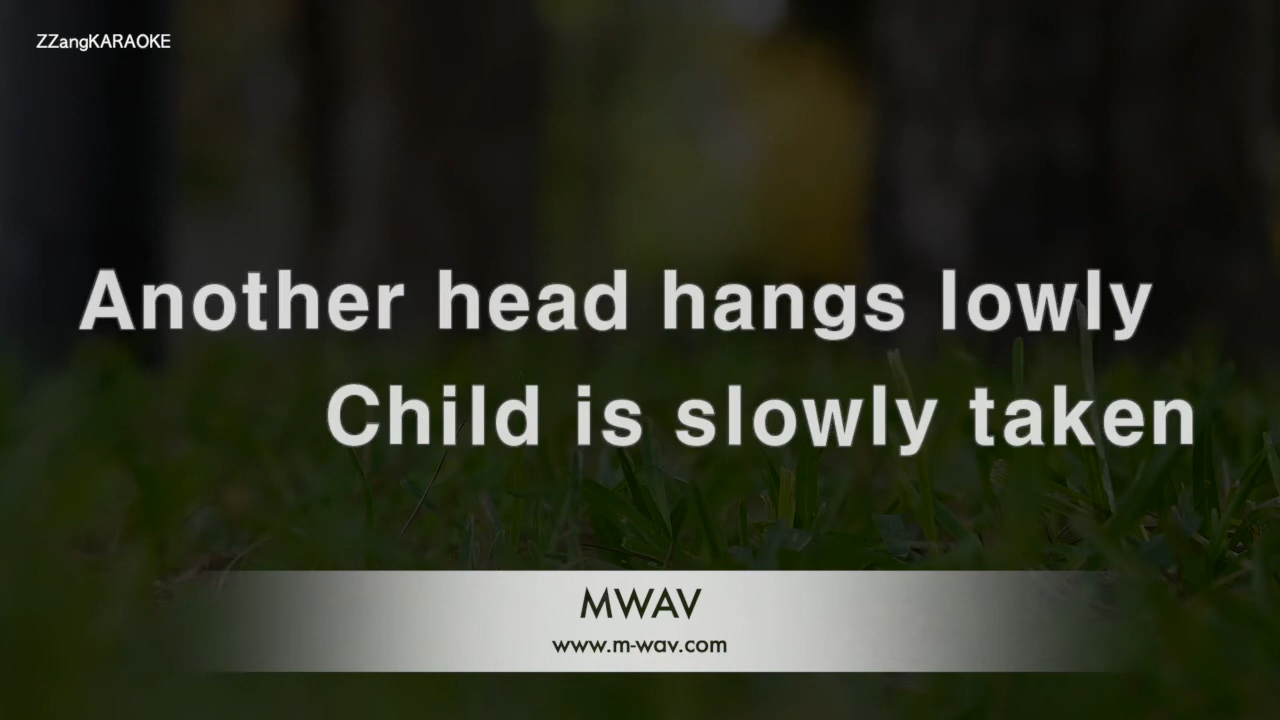 ZZangKARAOKE
Another head hangs lowly
Child is slowly taken
MWAV
www.m-wav.com